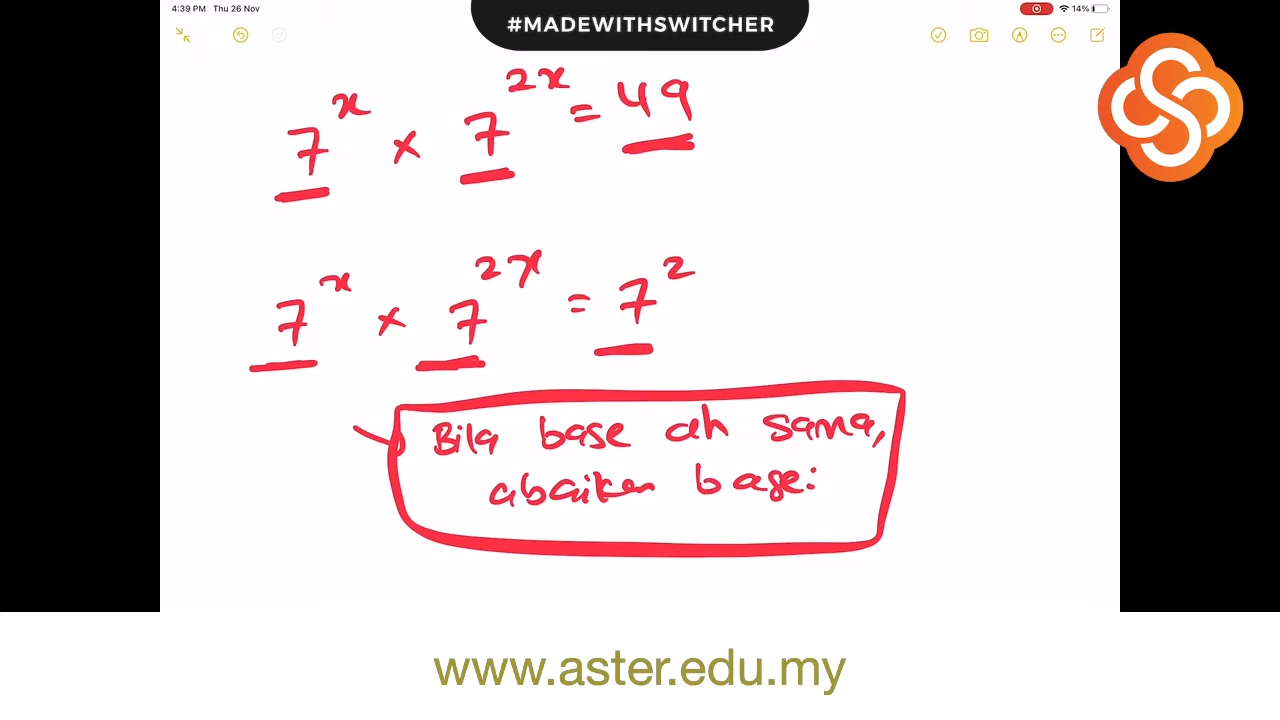 4:39 PM Thu 26 Nov
#MADEWITHSWITCHER
14%
7^x × 7^2x = 49
7^x × 7^2x = 7^2
Bila base dh sama,
abaikan base:
www.aster.edu.my